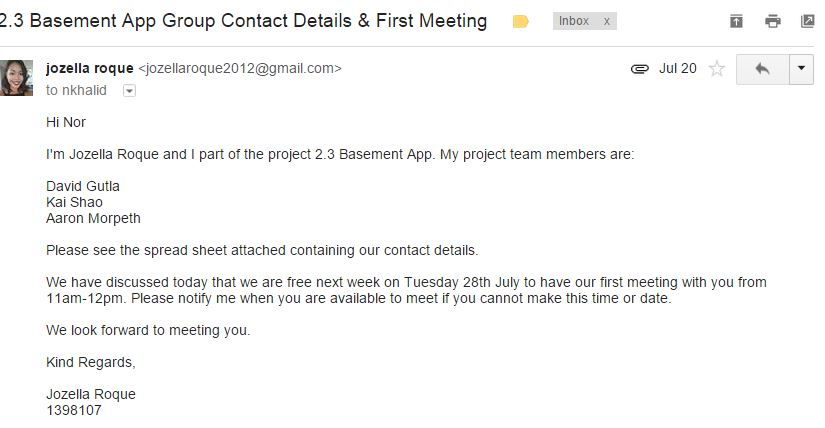 2.3 Basement App Group Contact Details & First Meeting
Inbox x
jozella roque <jozellaroque2012@gmail.com>
Jul 20
to nkhalid
Hi Nor
I'm Jozella Roque and I part of the project 2.3 Basement App. My project team members are:
David Gutla
Kai Shao
Aaron Morpeth
Please see the spread sheet attached containing our contact details.
We have discussed today that we are free next week on Tuesday 28th July to have our first meeting with you from
11am-12pm. Please notify me when you are available to meet if you cannot make this time or date.
We look forward to meeting you.
Kind Regards,
Jozella Roque
1398107